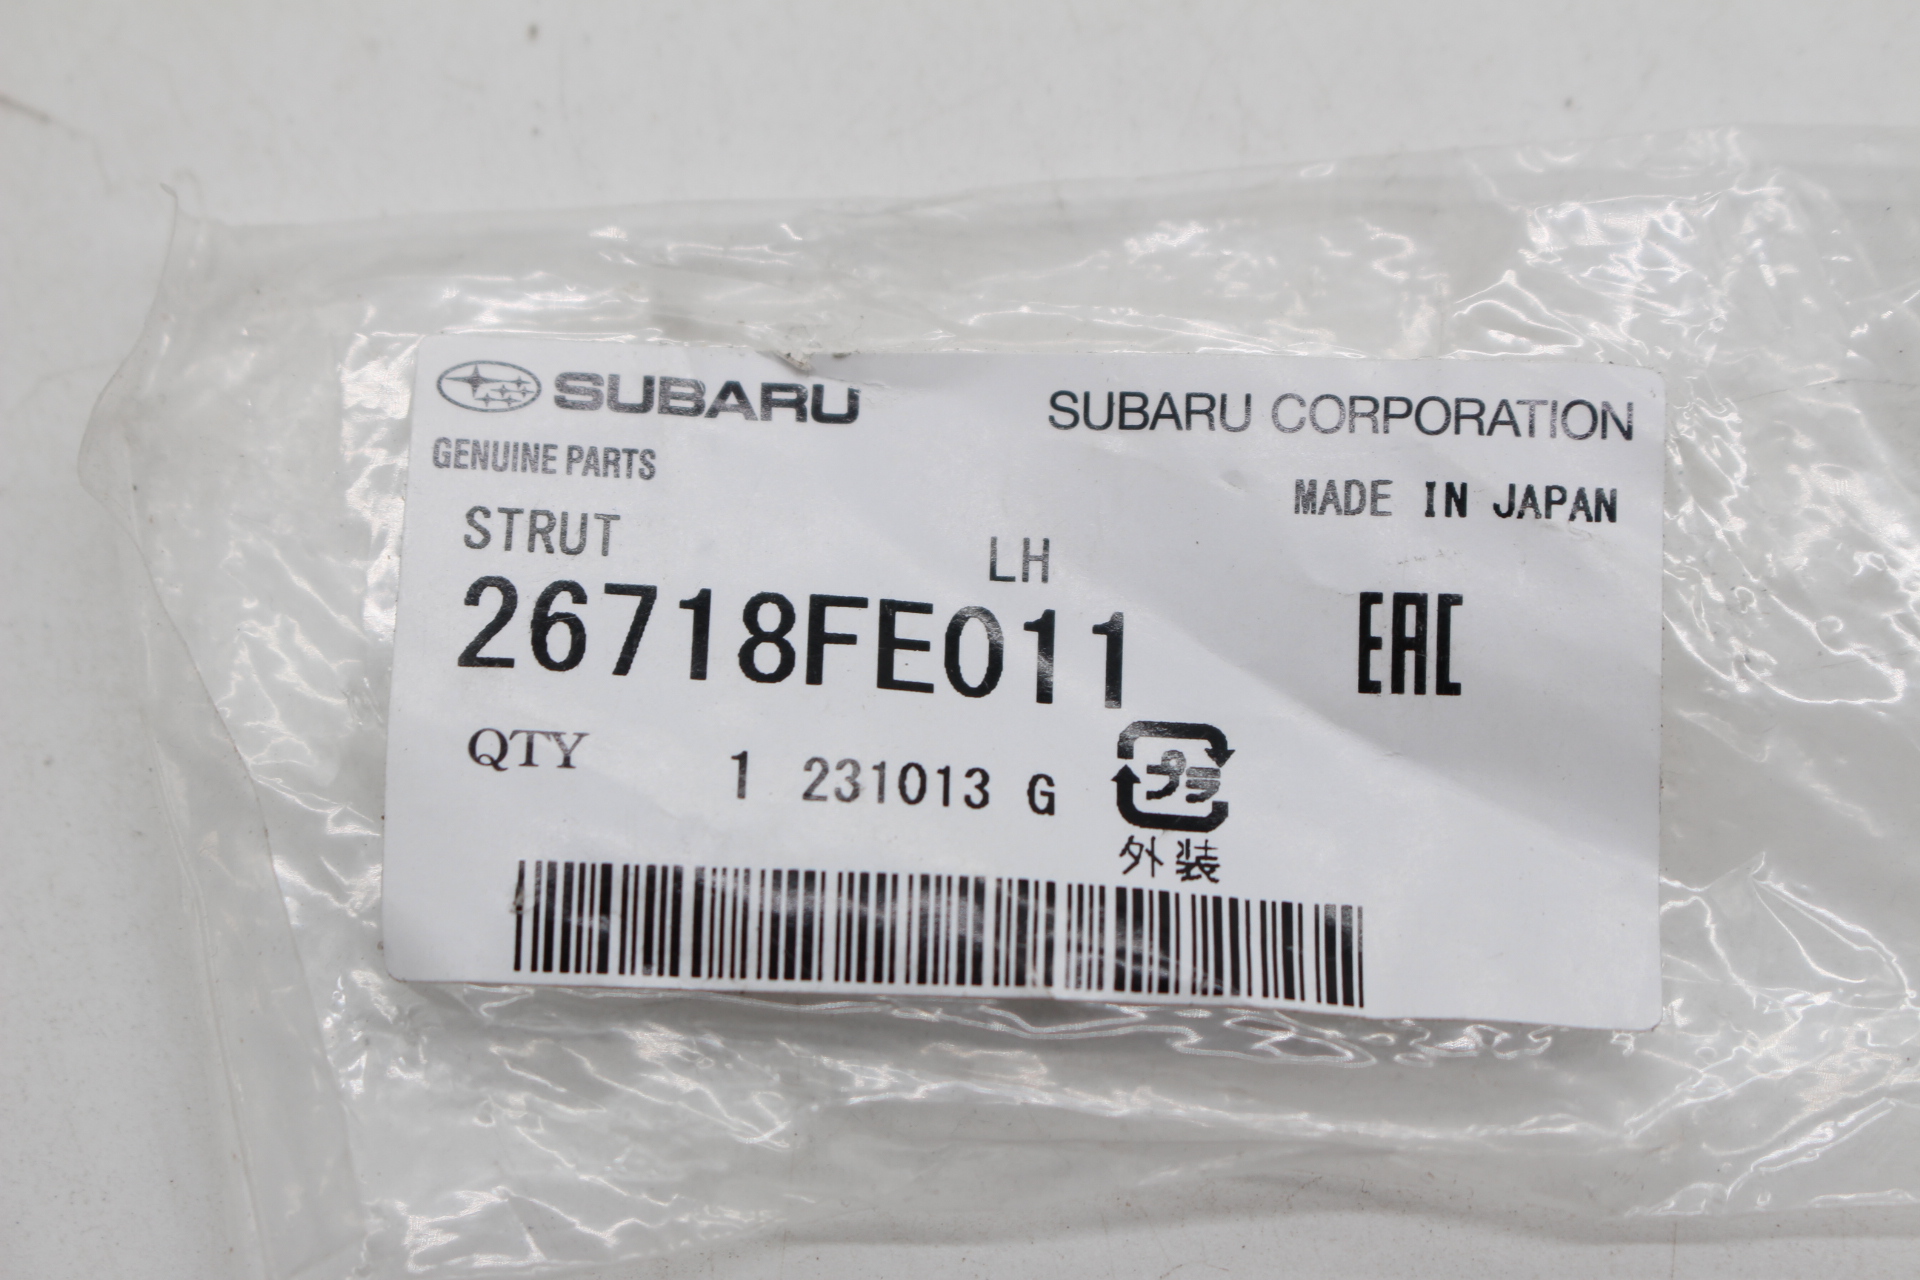 SUBARU
SUBARU CORPORATION
GENUINE PARTS
MADE IN JAPAN
STRUT
LH
26718FE011
EAC
QTY 1 231013 G
プラ
外装